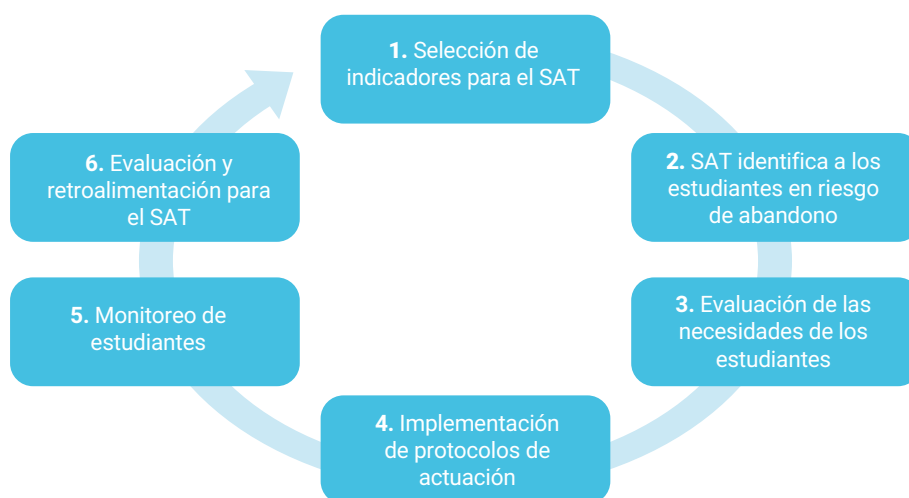 1. Selección de
indicadores para el SAT
2. SAT identifica a los
estudiantes en riesgo
de abandono
3. Evaluación de las
necesidades de los
estudiantes
4. Implementación
de protocolos de
actuación
5. Monitoreo de
estudiantes
6. Evaluación y
retroalimentación para
el SAT